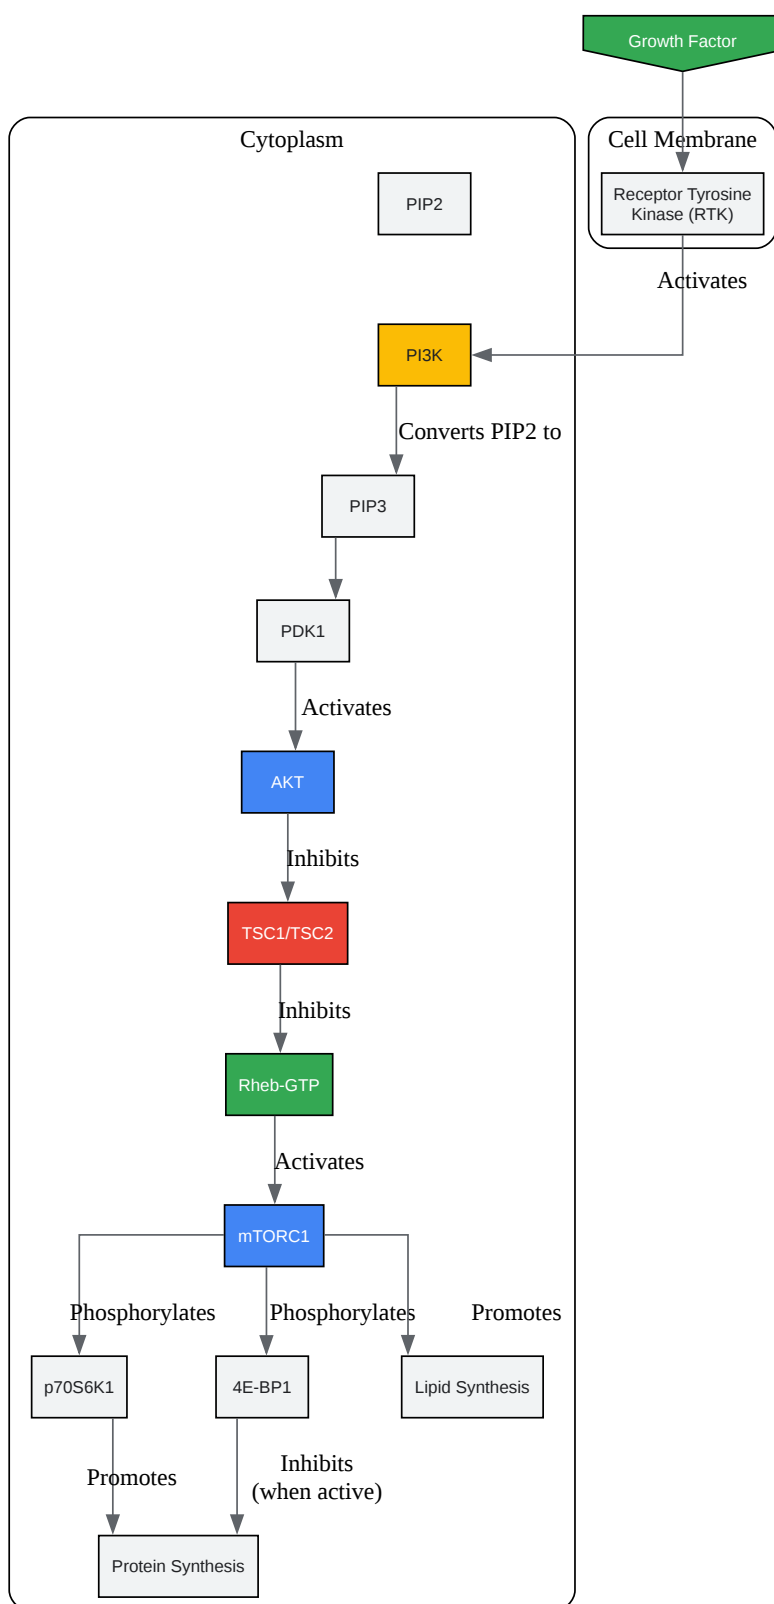 Growth Factor
Cytoplasm
Cell Membrane
PIP2
Receptor Tyrosine
Kinase (RTK)
Activates
PI3K
Converts PIP2 to
PIP3
PDK1
Activates
AKT
Inhibits
TSC1/TSC2
Inhibits
Rheb-GTP
Activates
mTORC1
Phosphorylates
Phosphorylates
Promotes
p70S6K1
4E-BP1
Lipid Synthesis
Promotes
Inhibits
(when active)
Protein Synthesis